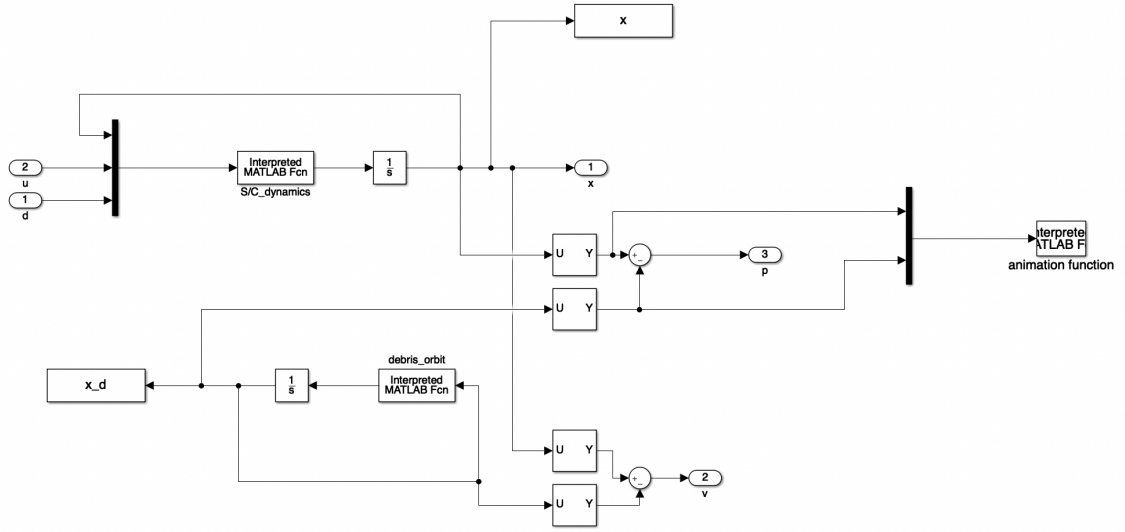 x
2
u
1
d
Interpreted
MATLAB Fcn
S/C_dynamics
1
s
1
x
U Y
+
−
3
p
U Y
nterprete
ATLAB F
animation function
x_d
1
s
debris_orbit
Interpreted
MATLAB Fcn
U Y
+
−
2
v
U Y